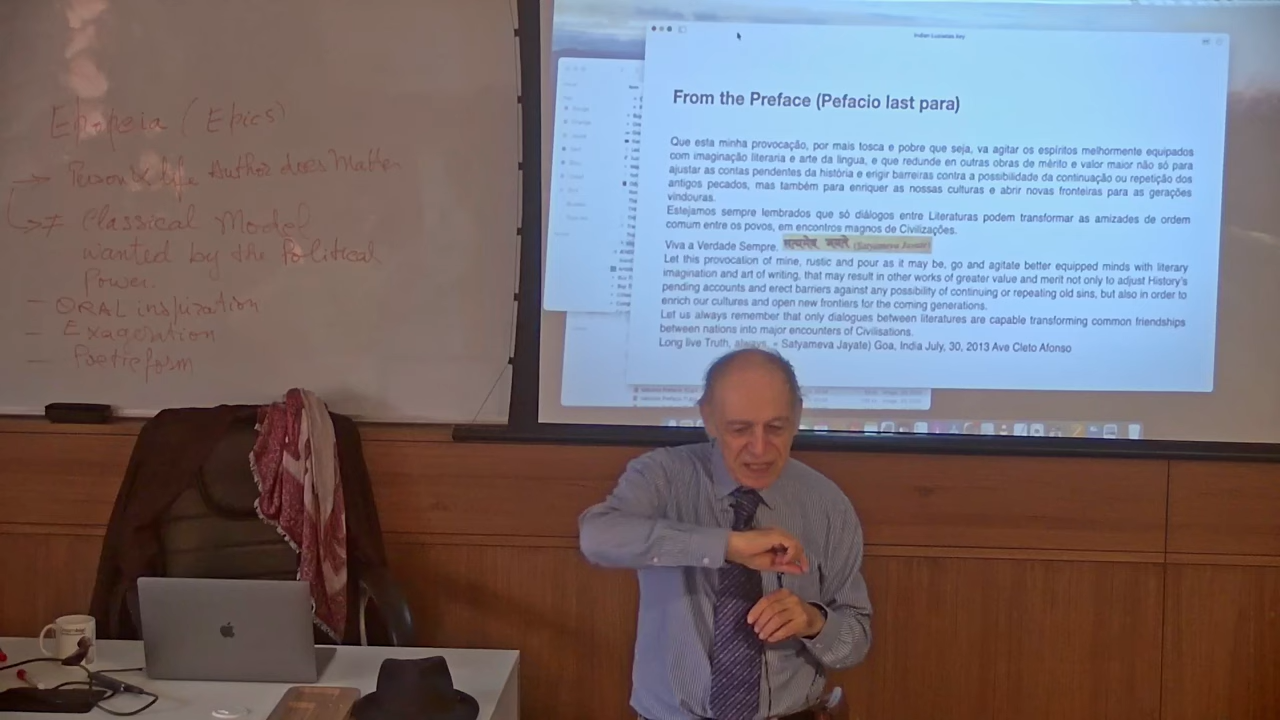 Epopeia (Epics)
→ Person & life Author does Matter
→ ≠ Classical Model
wanted by the Political
Power.
- ORAL inspiration
- Exageration
- Poetic form
Indian Lusiadas.key
From the Preface (Pefacio last para)
Que esta minha provocação, por mais tosca e pobre que seja, va agitar os espíritos melhormente equipados
com imaginação literaria e arte da lingua, e que redunde en outras obras de mérito e valor maior não só para
ajustar as contas pendentes da história e erigir barreiras contra a possibilidade da continuação ou repetição dos
antigos pecados, mas também para enriquer as nossas culturas e abrir novas fronteiras para as gerações
vindouras.
Estejamos sempre lembrados que só diálogos entre Literaturas podem transformar as amizades de ordem
comum entre os povos, em encontros magnos de Civilizações.
Viva a Verdade Sempre. सत्यमेव जयते (Satyameva Jayate)
Let this provocation of mine, rustic and pour as it may be, go and agitate better equipped minds with literary
imagination and art of writing, that may result in other works of greater value and merit not only to adjust History's
pending accounts and erect barriers against any possibility of continuing or repeating old sins, but also in order to
enrich our cultures and open new frontiers for the coming generations.
Let us always remember that only dialogues between literatures are capable transforming common friendships
between nations into major encounters of Civilisations.
Long live Truth, always. = Satyameva Jayate) Goa, India July, 30, 2013 Ave Cleto Afonso